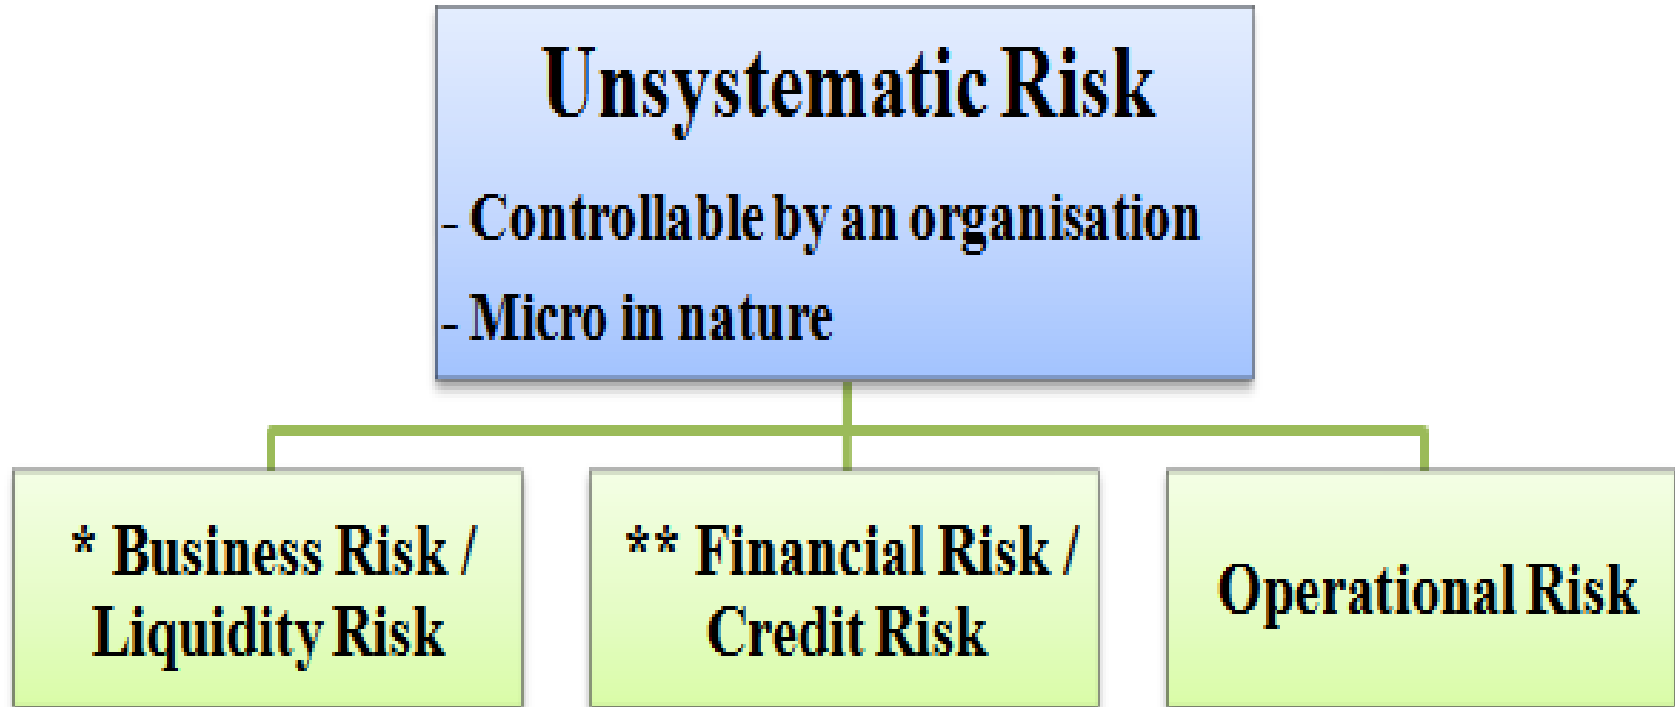 Unsystematic Risk
- Controllable by an organisation
- Micro in nature
* Business Risk /
Liquidity Risk
** Financial Risk /
Credit Risk
Operational Risk